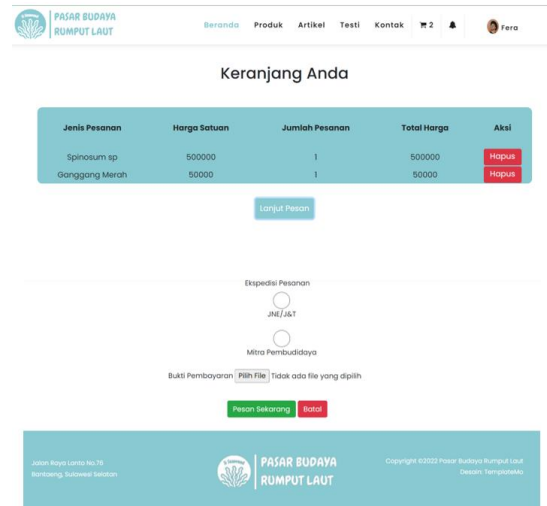 PASAR BUDAYA
RUMPUT LAUT
Beranda Produk Artikel Testi Kontak 2 Fera
Keranjang Anda
Jenis Pesanan Harga Satuan Jumlah Pesanan Total Harga Aksi
Spinosum sp 500000 1 500000 Hapus
Ganggang Merah 50000 1 50000 Hapus
Lanjut Pesan
Ekspedisi Pesanan
JNE/J&T
Mitra Pembudidaya
Bukti Pembayaran Pilih File Tidak ada file yang dipilih
Pesan Sekarang Batal
Jalan Raya Lanto No.75
Bantaeng, Sulawesi Selatan
PASAR BUDAYA
RUMPUT LAUT
Copyright ©2022 Pasar Budaya Rumput Laut
Desain: TemplateMo